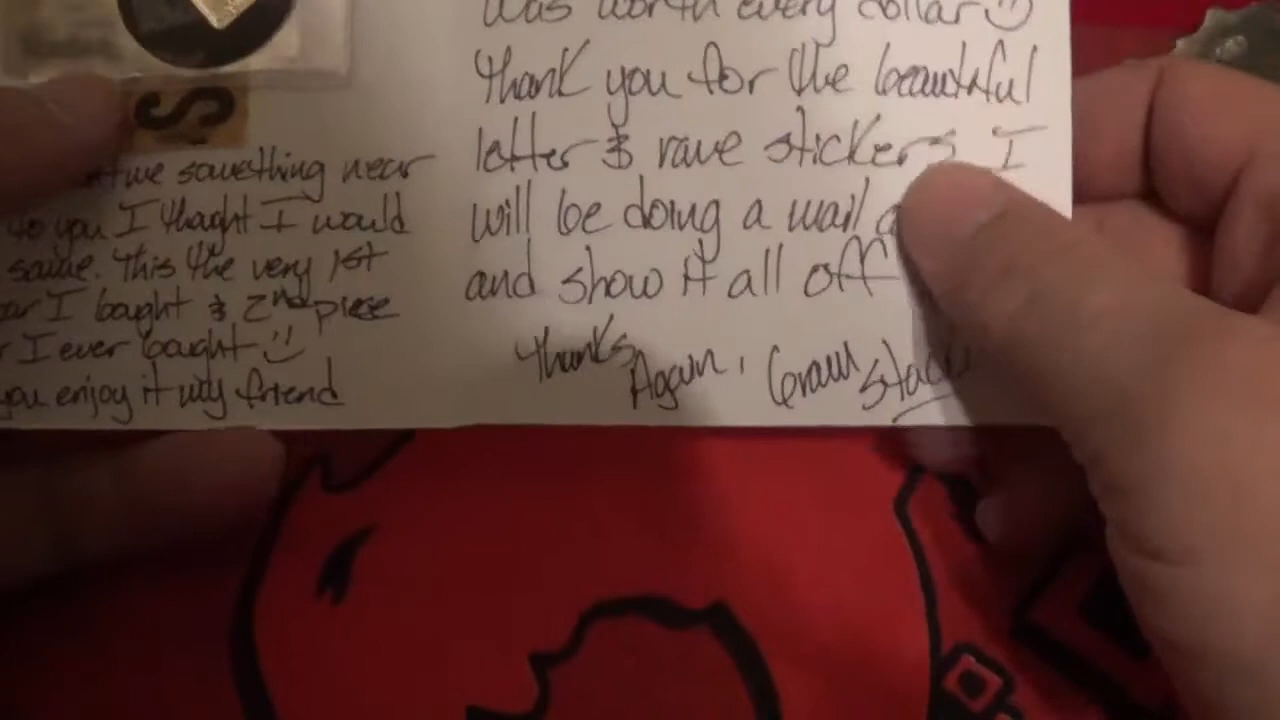 S
me something near
to you I thought I would
same. This the very 1st
I bought & 2nd piece
I ever bought
you enjoy it my friend
was worth every dollar
Thank you for the beautiful
letter & rave stickers I
will be doing a mail
and show it all off
Thanks Again,